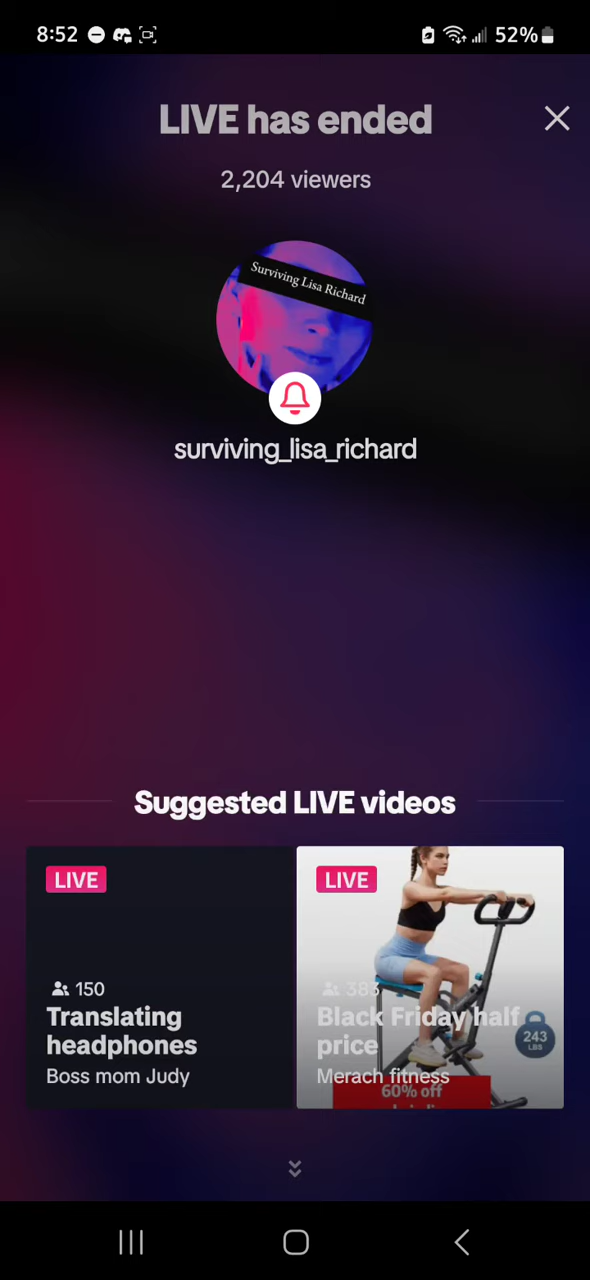 8:52
52%
LIVE has ended
2,204 viewers
Surviving Lisa Richard
surviving_lisa_richard
Suggested LIVE videos
LIVE
150
Translating
headphones
Boss mom Judy
LIVE
383
Black Friday half
price
Merach fitness
243
LBS
60% off